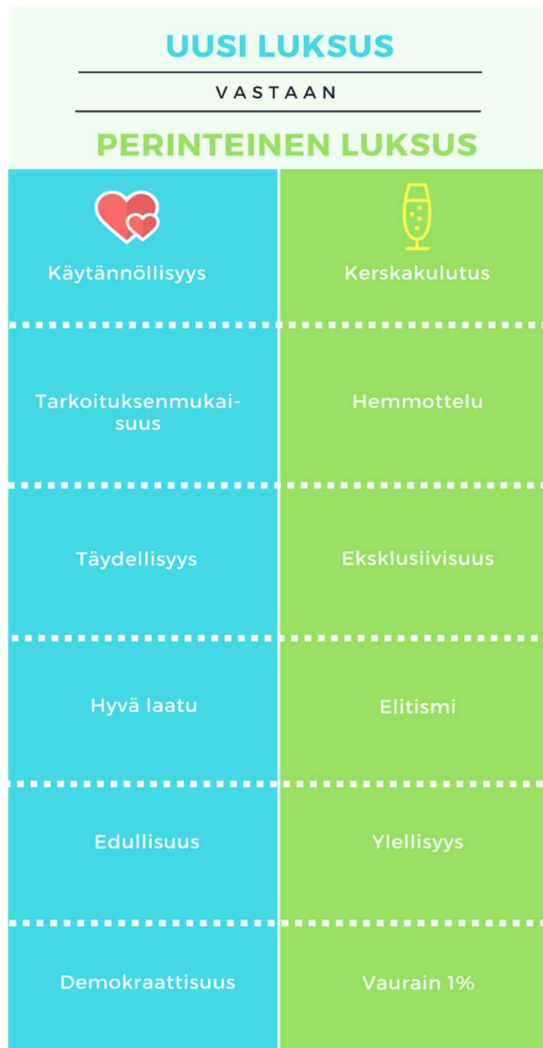 UUSI LUKSUS
VASTAAN
PERINTEINEN LUKSUS
Käytännöllisyys
Kerskakulutus
Tarkoituksenmukai-
suus
Hemmottelu
Täydellisyys
Eksklusiivisuus
Hyvä laatu
Elitismi
Edullisuus
Ylellisyys
Demokraattisuus
Vaurain 1%